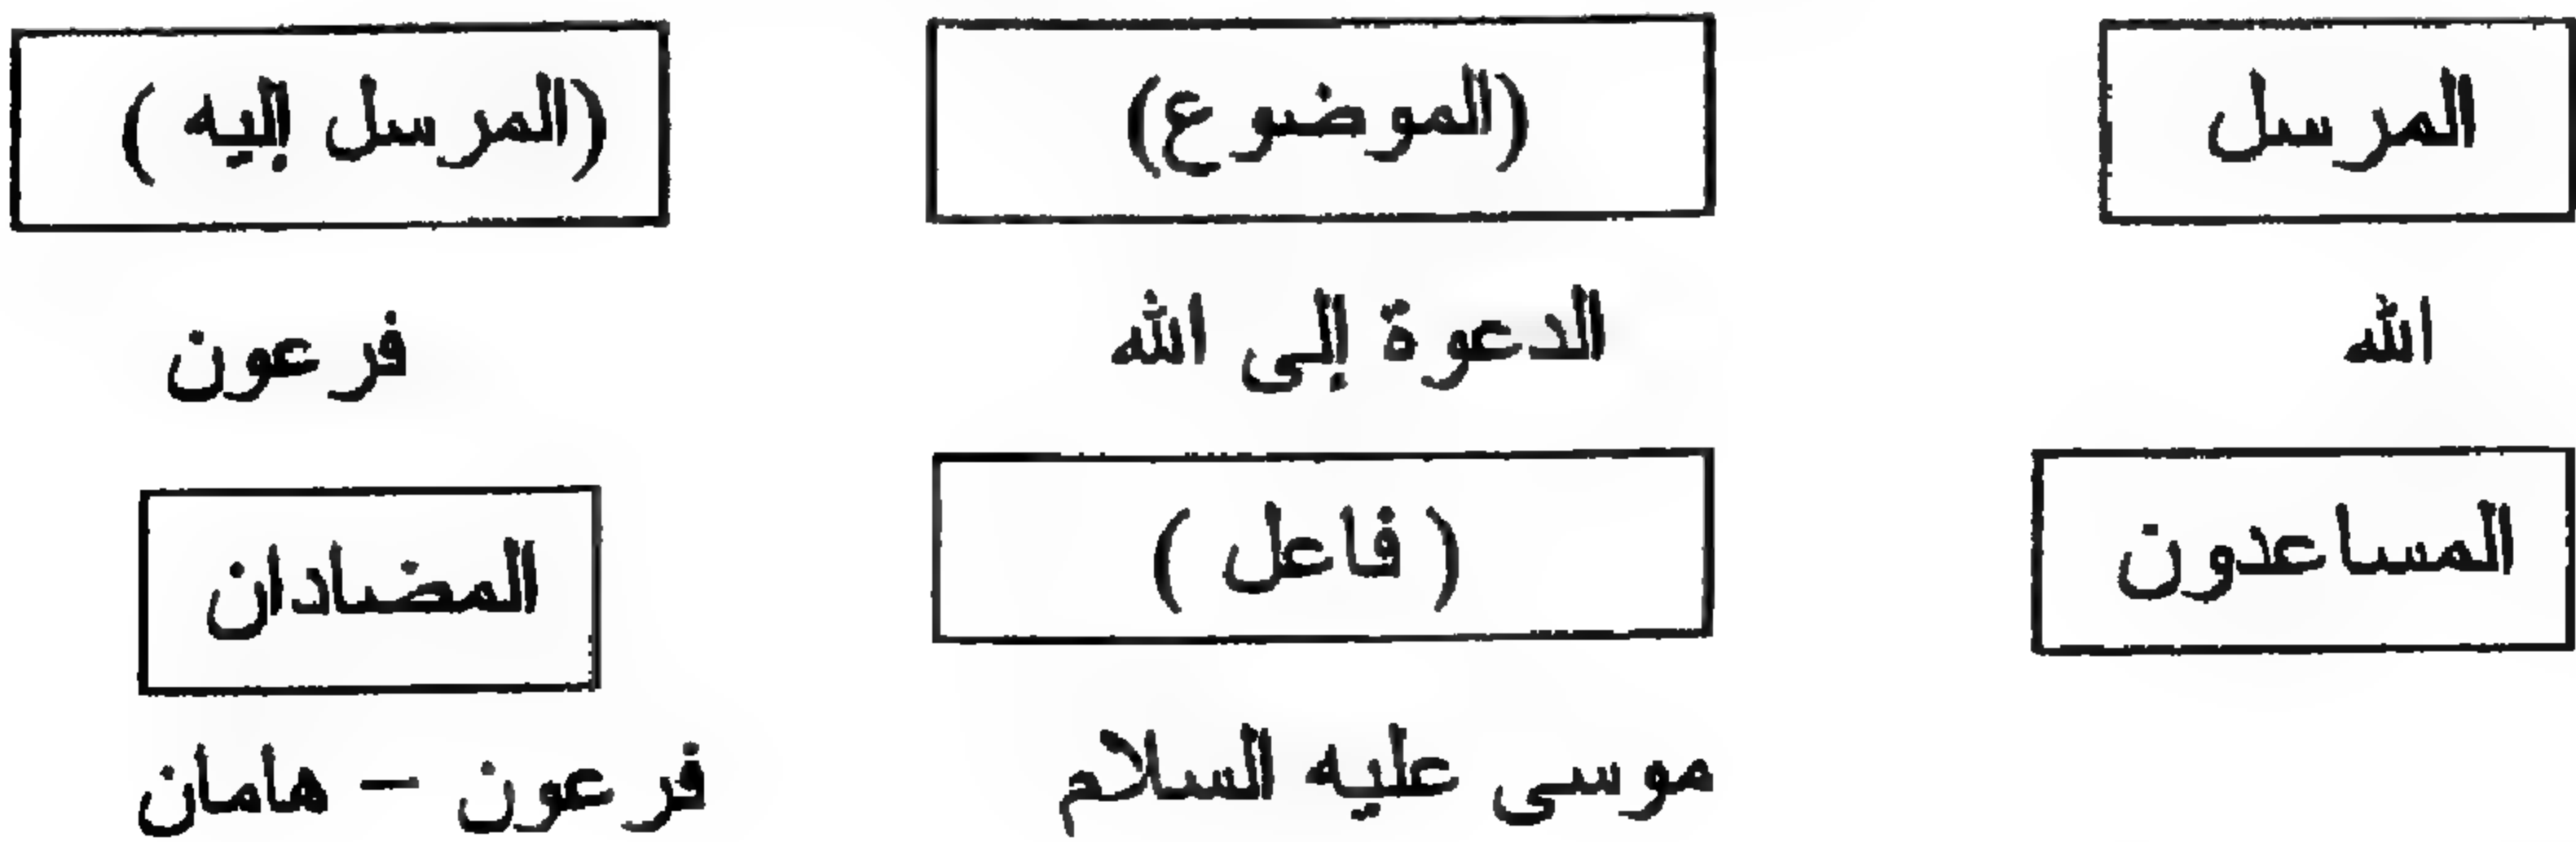 المرسل (الموضوع) (المرسل إليه )
الله الدعوة إلى الله فرعون
المساعدون ( فاعل ) المضادان
موسى عليه السلام فرعون – هامان